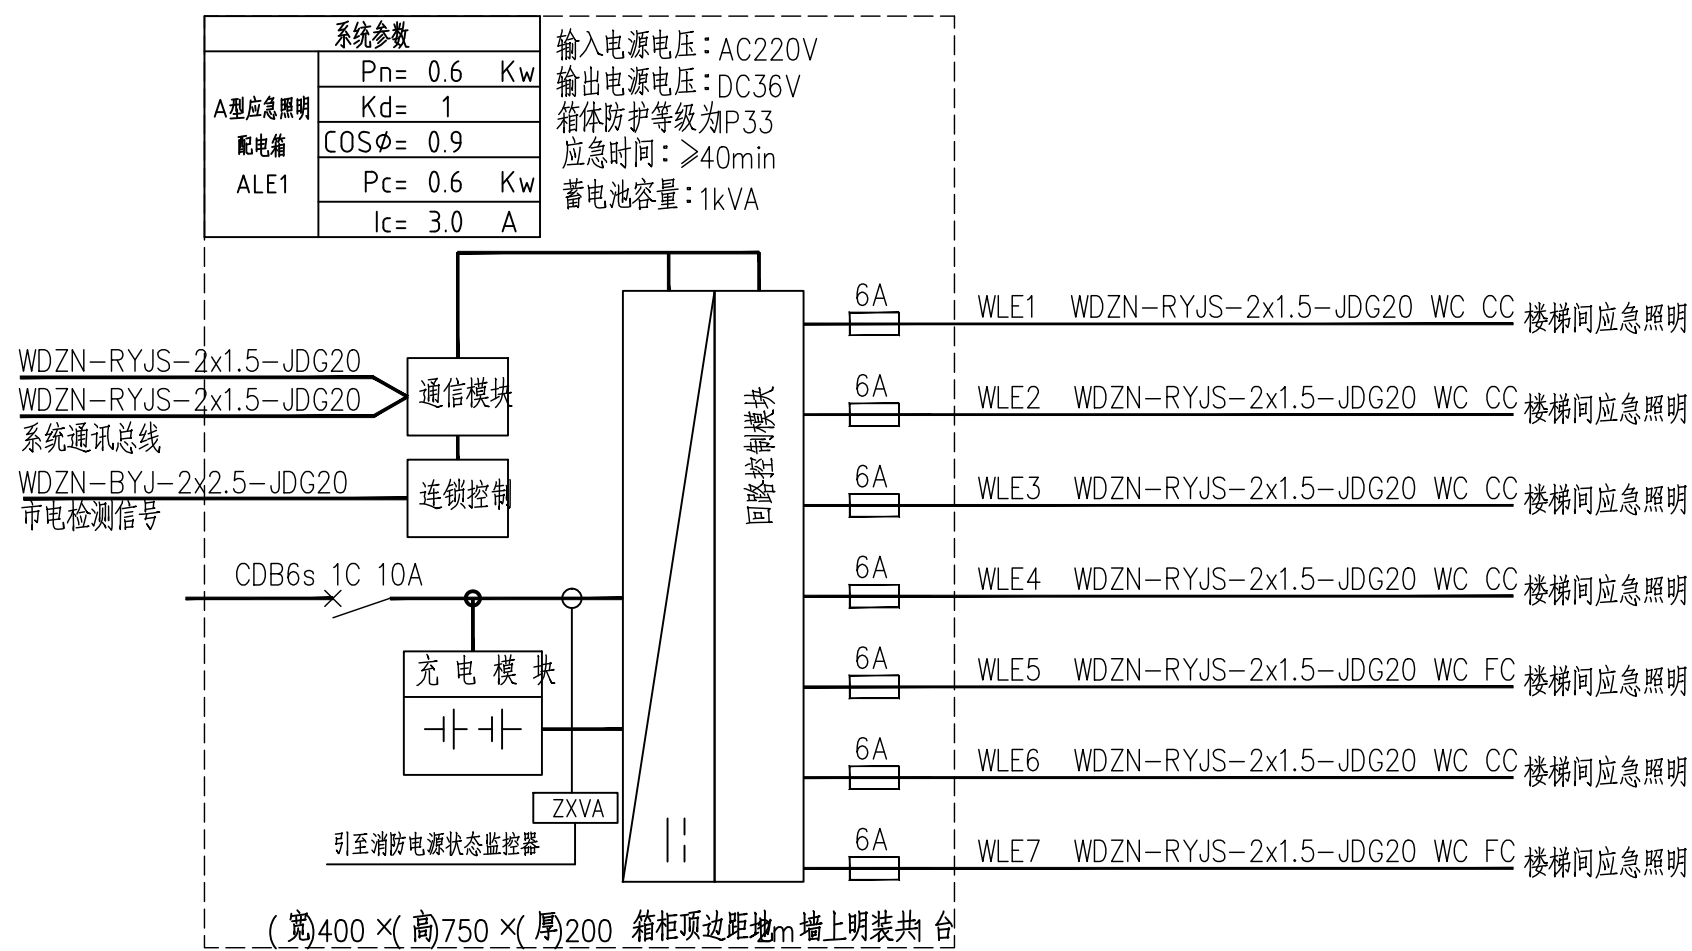 系统参数
A型应急照明
配电箱
ALE1
Pn= 0.6 Kw
Kd= 1
COSφ= 0.9
Pc= 0.6 Kw
Ic= 3.0 A
输入电源电压:AC220V
输出电源电压:DC36V
箱体防护等级为IP33
应急时间:≥40min
蓄电池容量:1kVA
WDZN-RYJS-2x1.5-JDG20
WDZN-RYJS-2x1.5-JDG20
系统通讯总线
WDZN-BYJ-2x2.5-JDG20
市电检测信号
通信模块
连锁控制
CDB6s 1C 10A
充电模块
ZXVA
引至消防电源状态监控器
回路控制模块
6A WLE1 WDZN-RYJS-2x1.5-JDG20 WC CC 楼梯间应急照明
6A WLE2 WDZN-RYJS-2x1.5-JDG20 WC CC 楼梯间应急照明
6A WLE3 WDZN-RYJS-2x1.5-JDG20 WC CC 楼梯间应急照明
6A WLE4 WDZN-RYJS-2x1.5-JDG20 WC CC 楼梯间应急照明
6A WLE5 WDZN-RYJS-2x1.5-JDG20 WC FC 楼梯间应急照明
6A WLE6 WDZN-RYJS-2x1.5-JDG20 WC CC 楼梯间应急照明
6A WLE7 WDZN-RYJS-2x1.5-JDG20 WC FC 楼梯间应急照明
(宽)400×(高)750×(厚)200 箱柜顶边距地2m墙上明装共1台